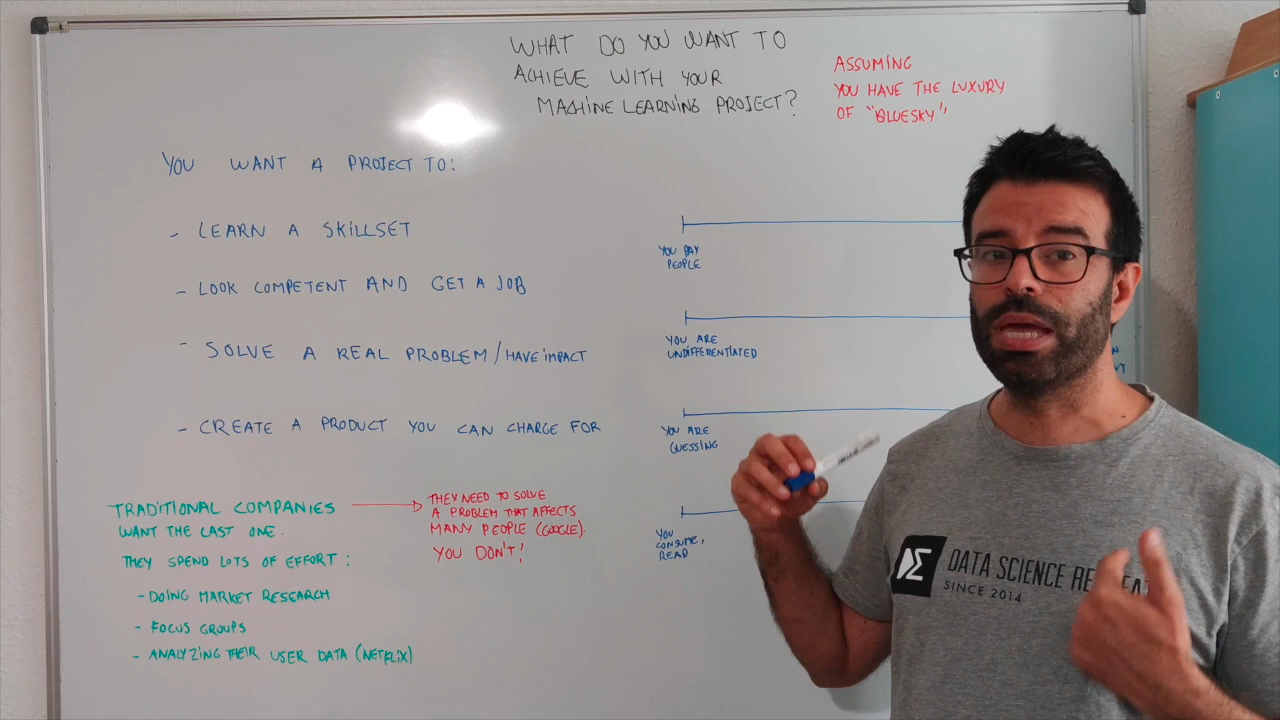 WHAT DO YOU WANT TO
ACHIEVE WITH YOUR
MACHINE LEARNING PROJECT?
ASSUMING
YOU HAVE THE LUXURY
OF "BLUESKY"
YOU WANT A PROJECT TO:
- LEARN A SKILLSET
- LOOK COMPETENT AND GET A JOB
- SOLVE A REAL PROBLEM/HAVE IMPACT
- CREATE A PRODUCT YOU CAN CHARGE FOR
YOU PAY
PEOPLE
YOU ARE
UNDIFFERENTIATED
YOU ARE
GUESSING
YOU
CONSUME,
READ
TRADITIONAL COMPANIES
WANT THE LAST ONE.
THEY SPEND LOTS OF EFFORT:
- DOING MARKET RESEARCH
- FOCUS GROUPS
- ANALYZING THEIR USER DATA (NETFLIX)
THEY NEED TO SOLVE
A PROBLEM THAT AFFECTS
MANY PEOPLE (GOOGLE).
YOU DON'T!
DATA SCIENCE
SINCE 2014